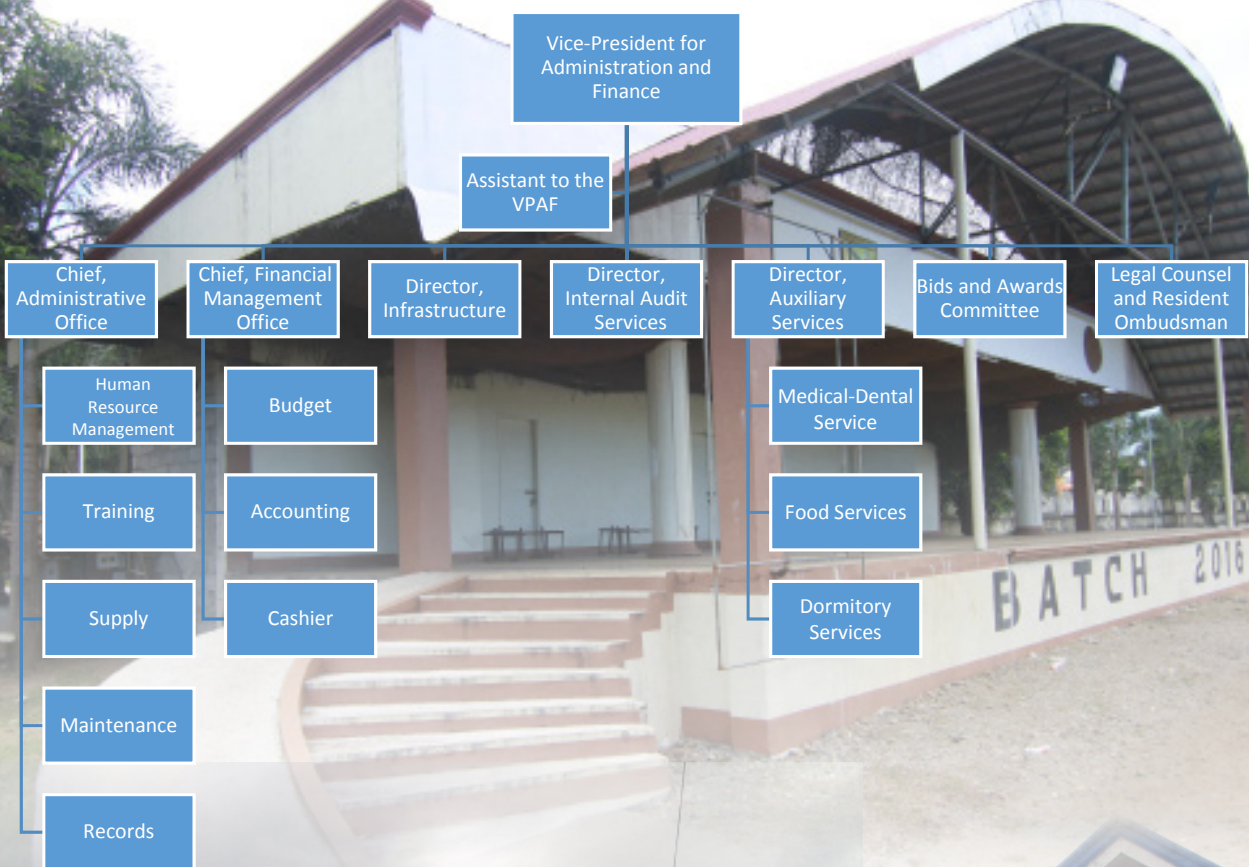 Vice-President for
Administration and
Finance
Assistant to the
VPAF
Chief,
Administrative
Office
Chief, Financial
Management
Office
Director,
Infrastructure
Director,
Internal Audit
Services
Director,
Auxiliary
Services
Bids and Awards
Committee
Legal Counsel
and Resident
Ombudsman
Human
Resource
Management
Training
Supply
Maintenance
Records
Budget
Accounting
Cashier
Medical-Dental
Service
Food Services
Dormitory
Services
BATCH 2016